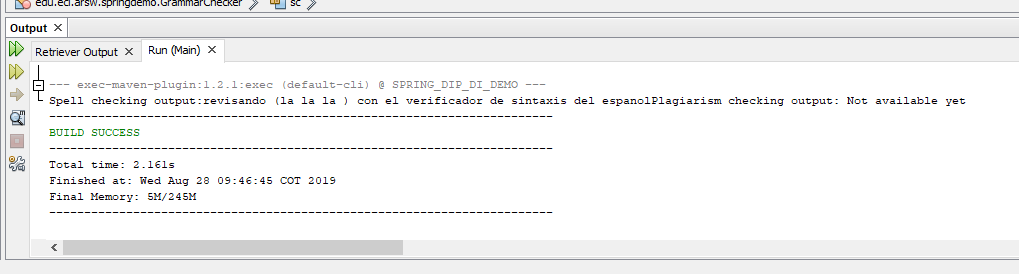 edu.eci.arsw.springdemo.GrammarChecker sc
Output
Retriever Output Run (Main)
--- exec-maven-plugin:1.2.1:exec (default-cli) @ SPRING_DIP_DI_DEMO ---
Spell checking output:revisando (la la la ) con el verificador de sintaxis del espanolPlagiarism checking output: Not available yet
------------------------------------------------------------------------
BUILD SUCCESS
------------------------------------------------------------------------
Total time: 2.161s
Finished at: Wed Aug 28 09:46:45 COT 2019
Final Memory: 5M/245M
------------------------------------------------------------------------